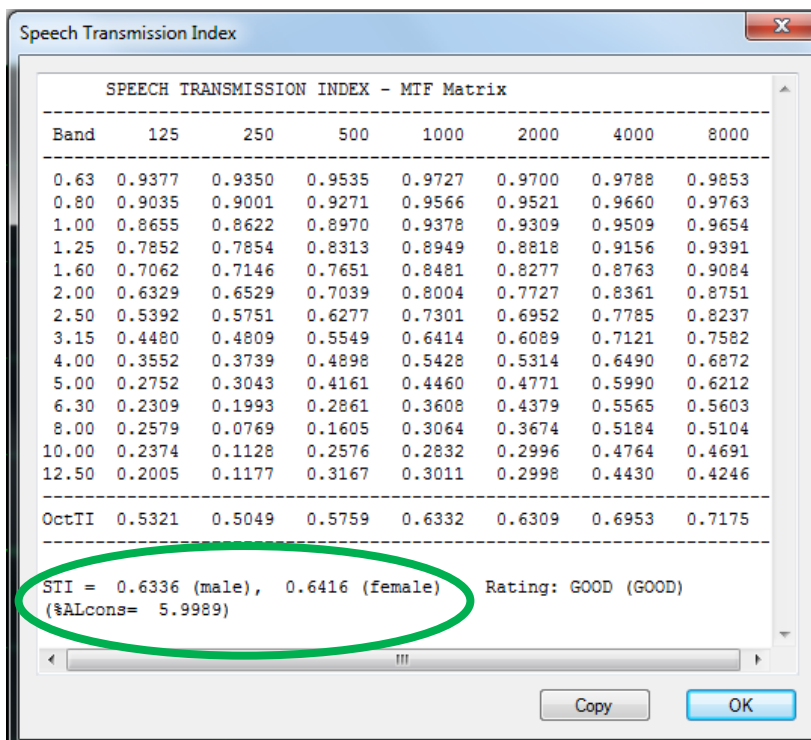 Speech Transmission Index
SPEECH TRANSMISSION INDEX - MTF Matrix
Band 125 250 500 1000 2000 4000 8000
0.63 0.9377 0.9350 0.9535 0.9727 0.9700 0.9788 0.9853
0.80 0.9035 0.9001 0.9271 0.9566 0.9521 0.9660 0.9763
1.00 0.8655 0.8622 0.8970 0.9378 0.9309 0.9509 0.9654
1.25 0.7852 0.7854 0.8313 0.8949 0.8818 0.9156 0.9391
1.60 0.7062 0.7146 0.7651 0.8481 0.8277 0.8763 0.9084
2.00 0.6329 0.6529 0.7039 0.8004 0.7727 0.8361 0.8751
2.50 0.5392 0.5751 0.6277 0.7301 0.6952 0.7785 0.8237
3.15 0.4480 0.4809 0.5549 0.6414 0.6089 0.7121 0.7582
4.00 0.3552 0.3739 0.4898 0.5428 0.5314 0.6490 0.6872
5.00 0.2752 0.3043 0.4161 0.4460 0.4771 0.5990 0.6212
6.30 0.2309 0.1993 0.2861 0.3608 0.4379 0.5565 0.5603
8.00 0.2579 0.0769 0.1605 0.3064 0.3674 0.5184 0.5104
10.00 0.2374 0.1128 0.2576 0.2832 0.2996 0.4764 0.4691
12.50 0.2005 0.1177 0.3167 0.3011 0.2998 0.4430 0.4246
OctTI 0.5321 0.5049 0.5759 0.6332 0.6309 0.6953 0.7175
STI = 0.6336 (male), 0.6416 (female) Rating: GOOD (GOOD)
(%ALcons= 5.9989)
Copy OK